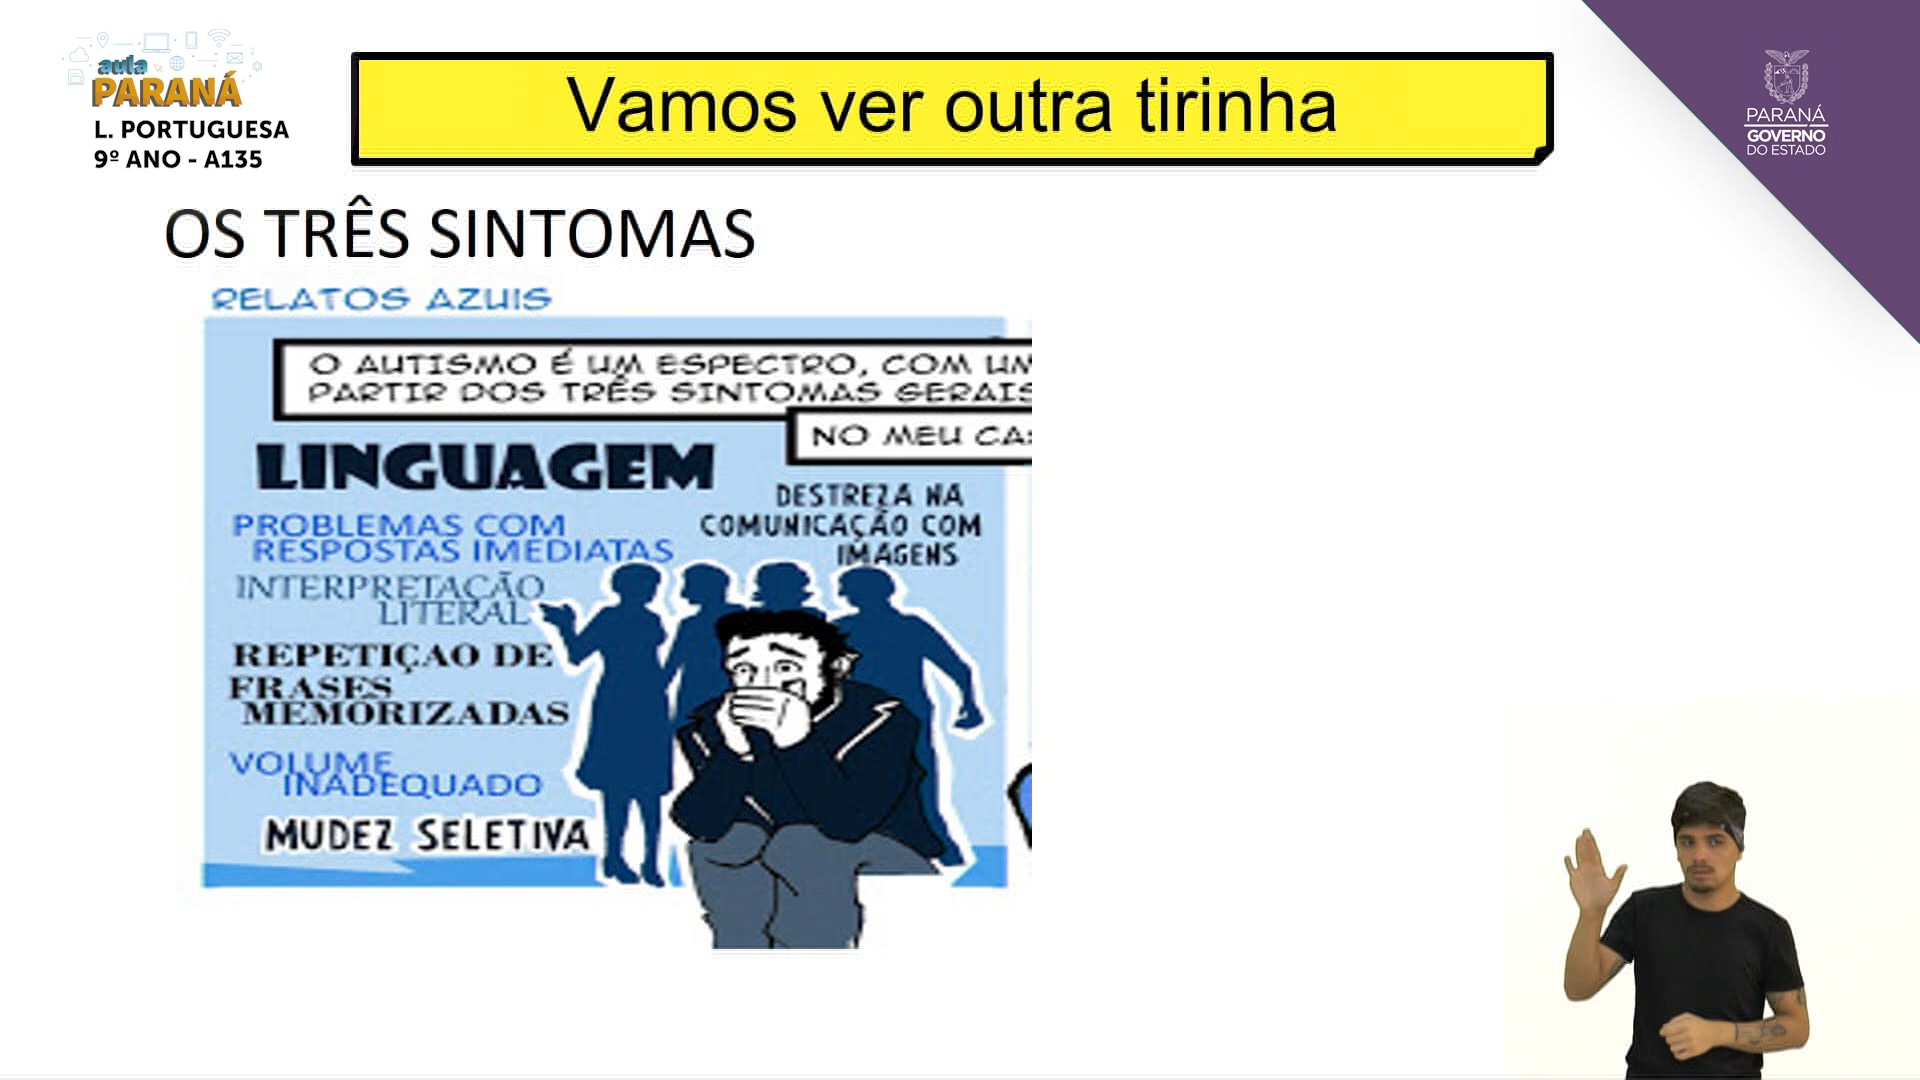 aula
PARANÁ
L. PORTUGUESA
9º ANO - A135
Vamos ver outra tirinha
PARANÁ
GOVERNO
DO ESTADO
OS TRÊS SINTOMAS
RELATOS AZUIS
O AUTISMO É UM ESPECTRO, COM UM
PARTIR DOS TRÊS SINTOMAS GERAIS
NO MEU
LINGUAGEM
DESTREZA NA
COMUNICAÇÃO COM
IMAGENS
PROBLEMAS COM
RESPOSTAS IMEDIATAS
INTERPRETAÇÃO
LITERAL
REPETIÇAO DE
FRASES
MEMORIZADAS
VOLUME
INADEQUADO
MUDEZ SELETIVA